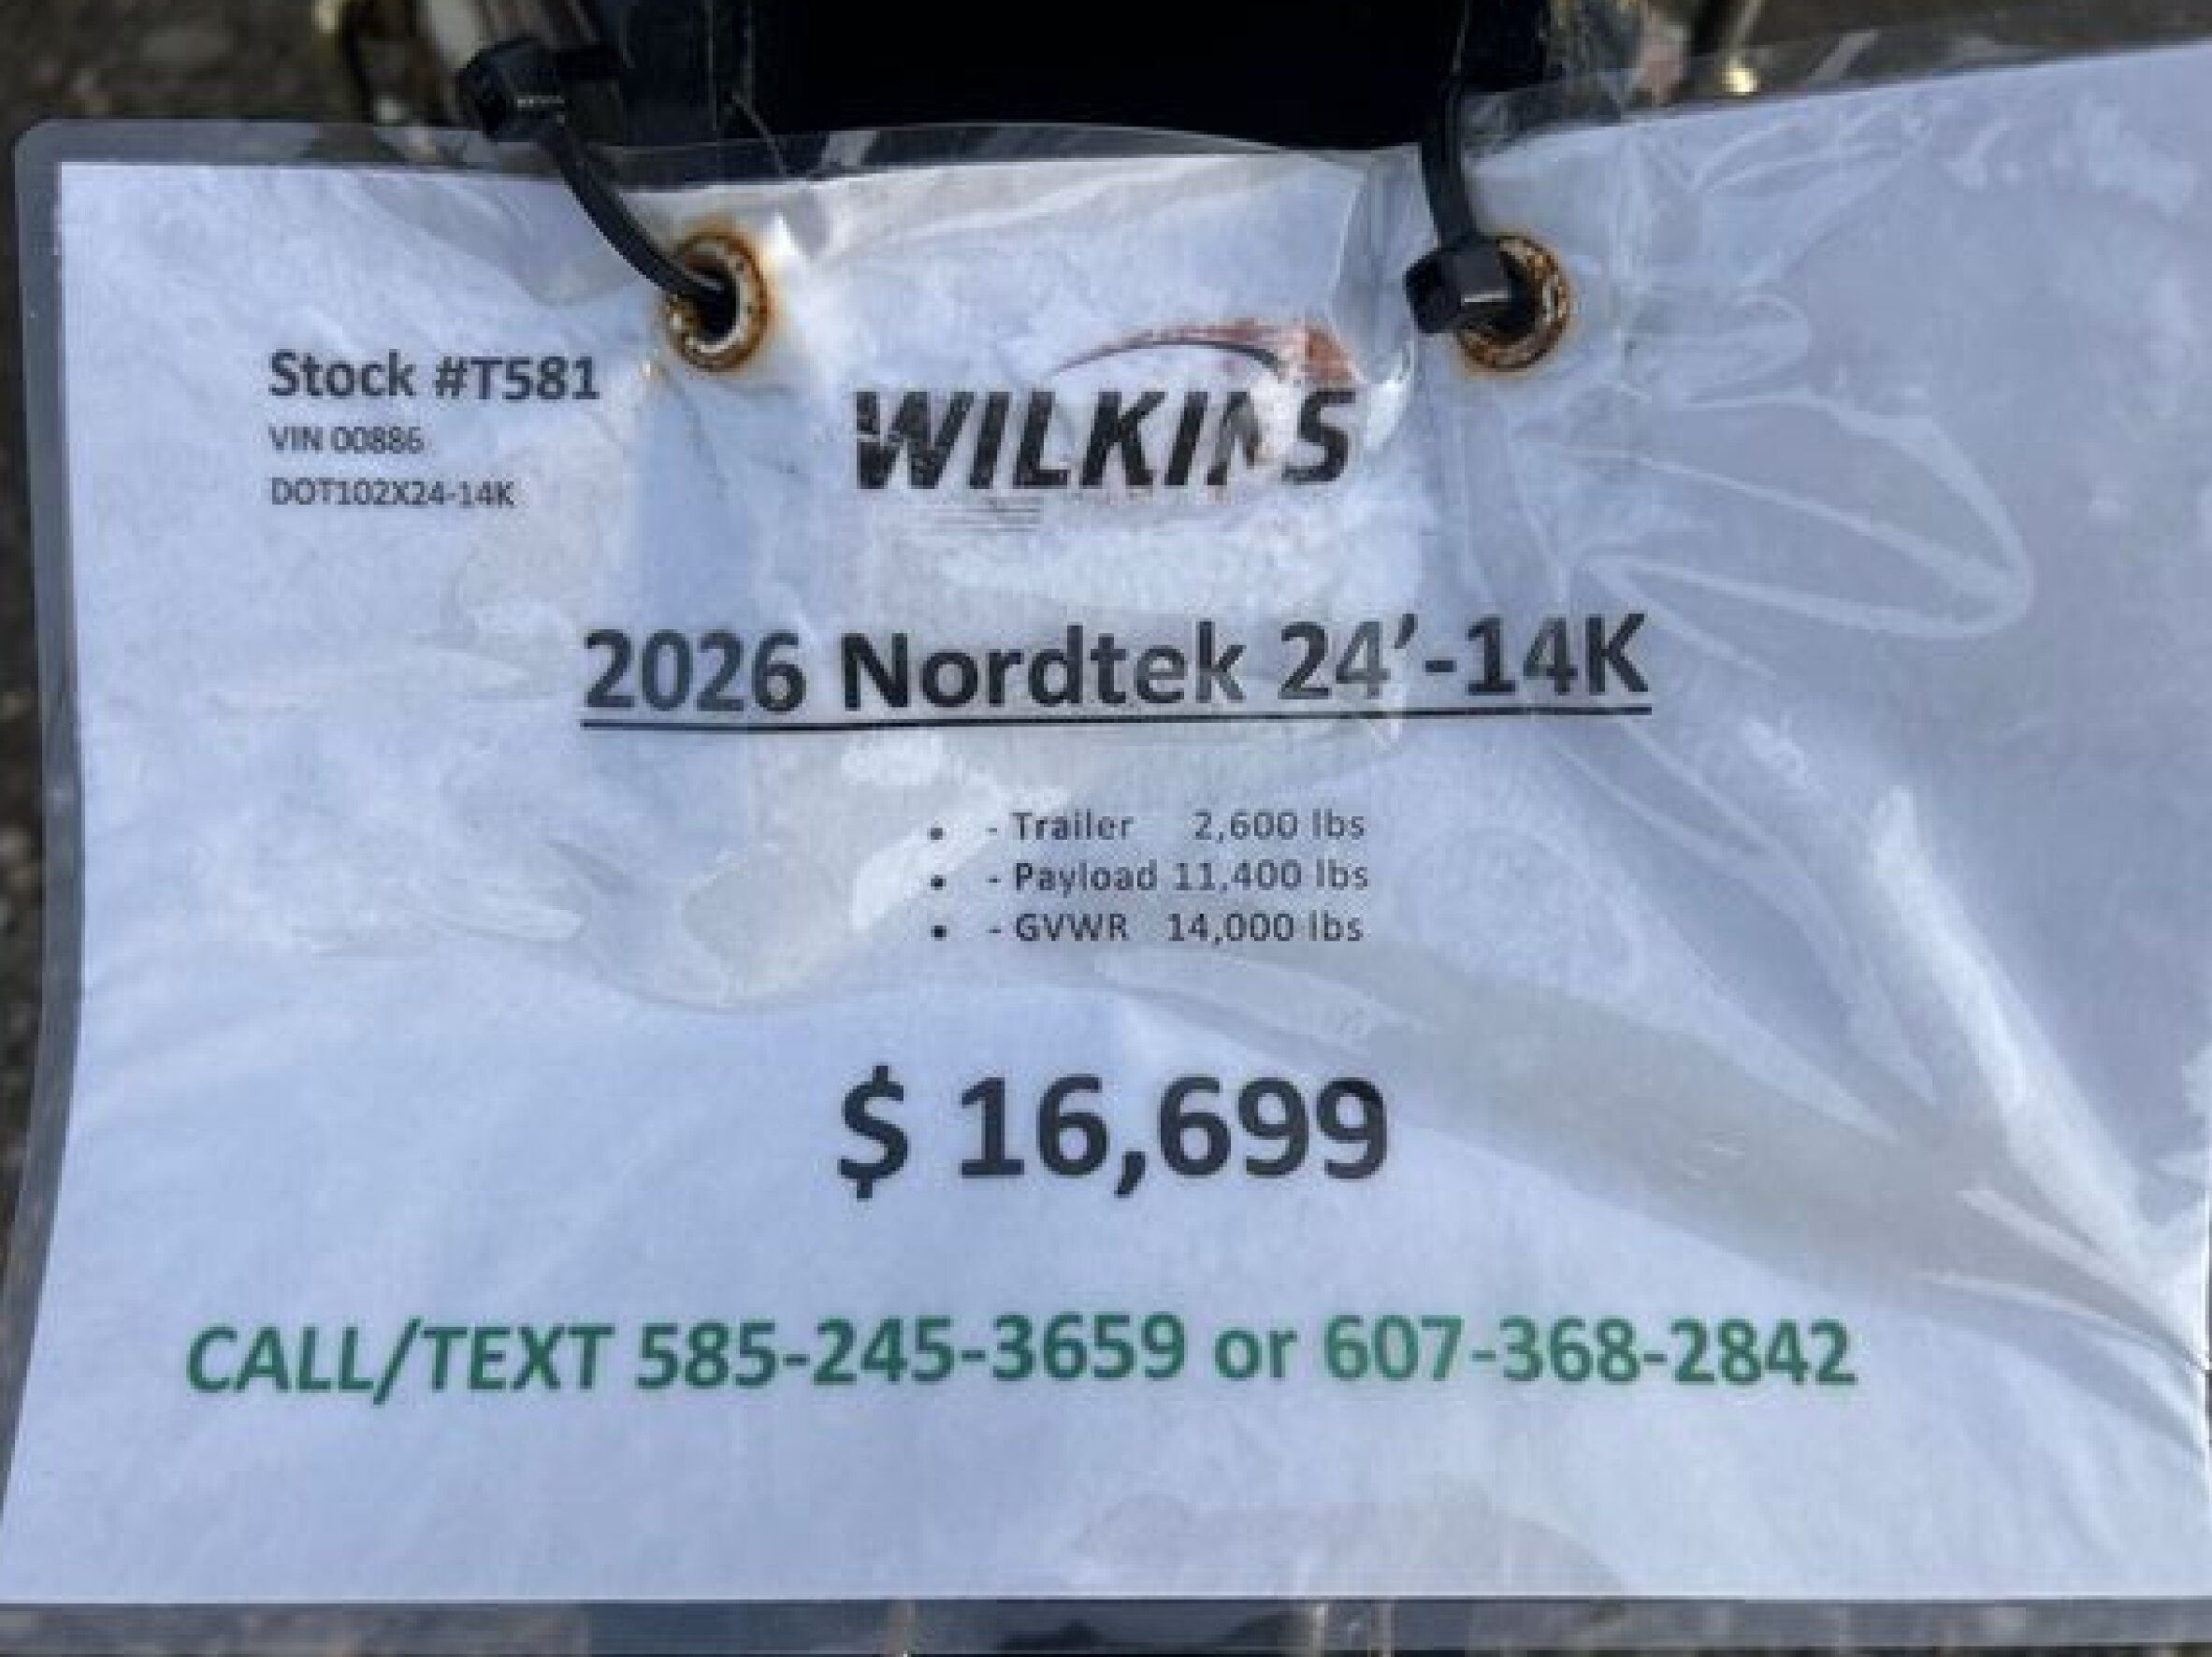 Stock #T581
VIN 00886
DOT102X24-14K
WILKINS
2026 Nordtek 24’-14K
• - Trailer 2,600 lbs
• - Payload 11,400 lbs
• - GVWR 14,000 lbs
$ 16,699
CALL/TEXT 585-245-3659 or 607-368-2842